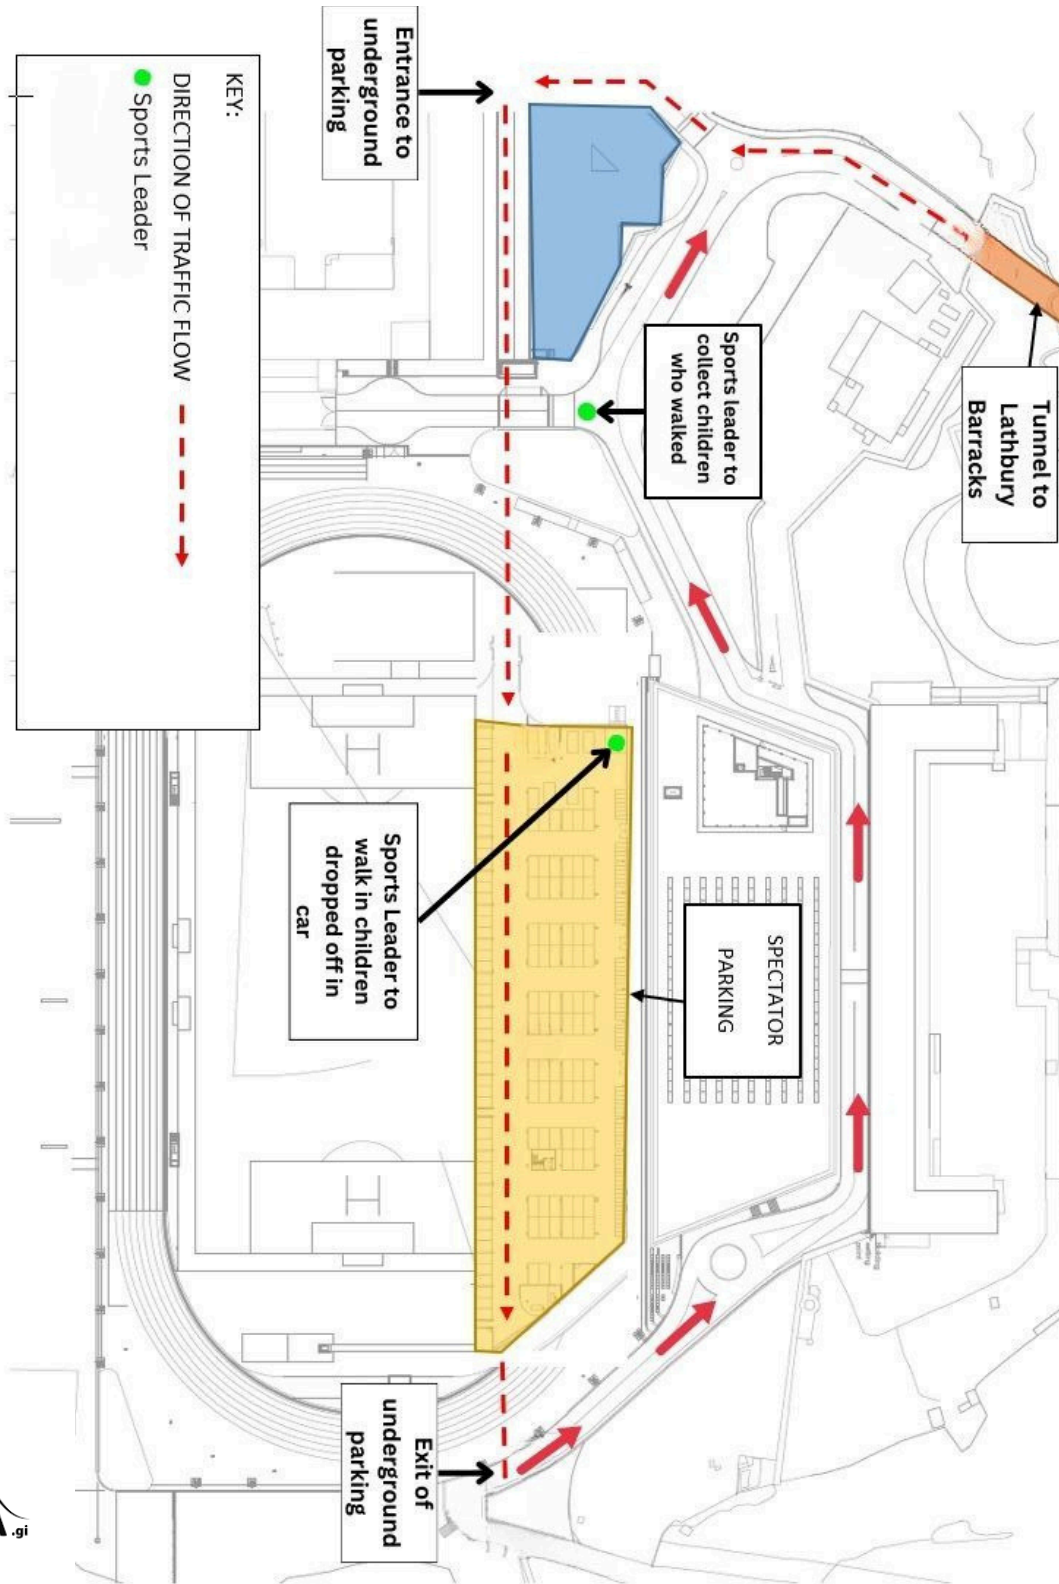 Tunnel to
Lathbury
Barracks
Entrance to
underground
parking
Sports leader to
collect children
who walked
SPECTATOR
PARKING
Sports Leader to
walk in children
dropped off in
car
Exit of
underground
parking
KEY:
DIRECTION OF TRAFFIC FLOW
Sports Leader
.gi